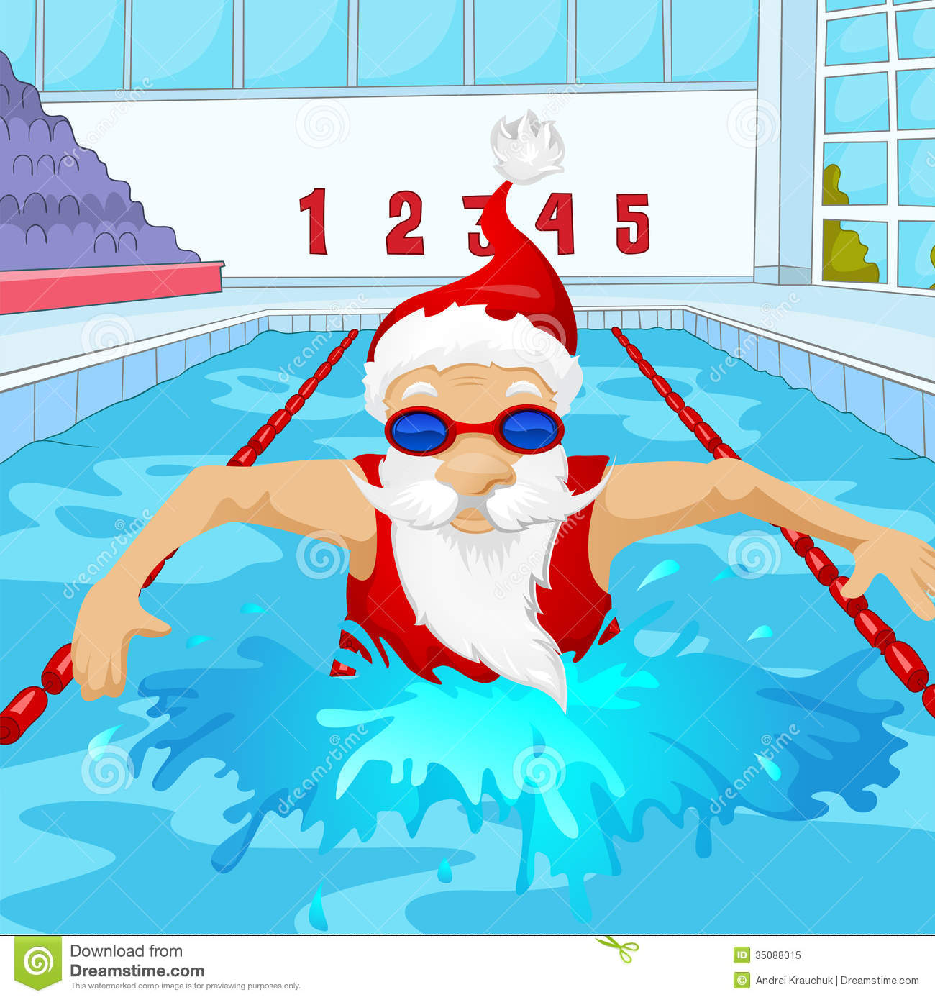 1 2 3 4 5
Download from
Dreamstime.com
This watermarked comp image is for previewing purposes only.
ID 35088015
© Andrei Krauchuk | Dreamstime.com